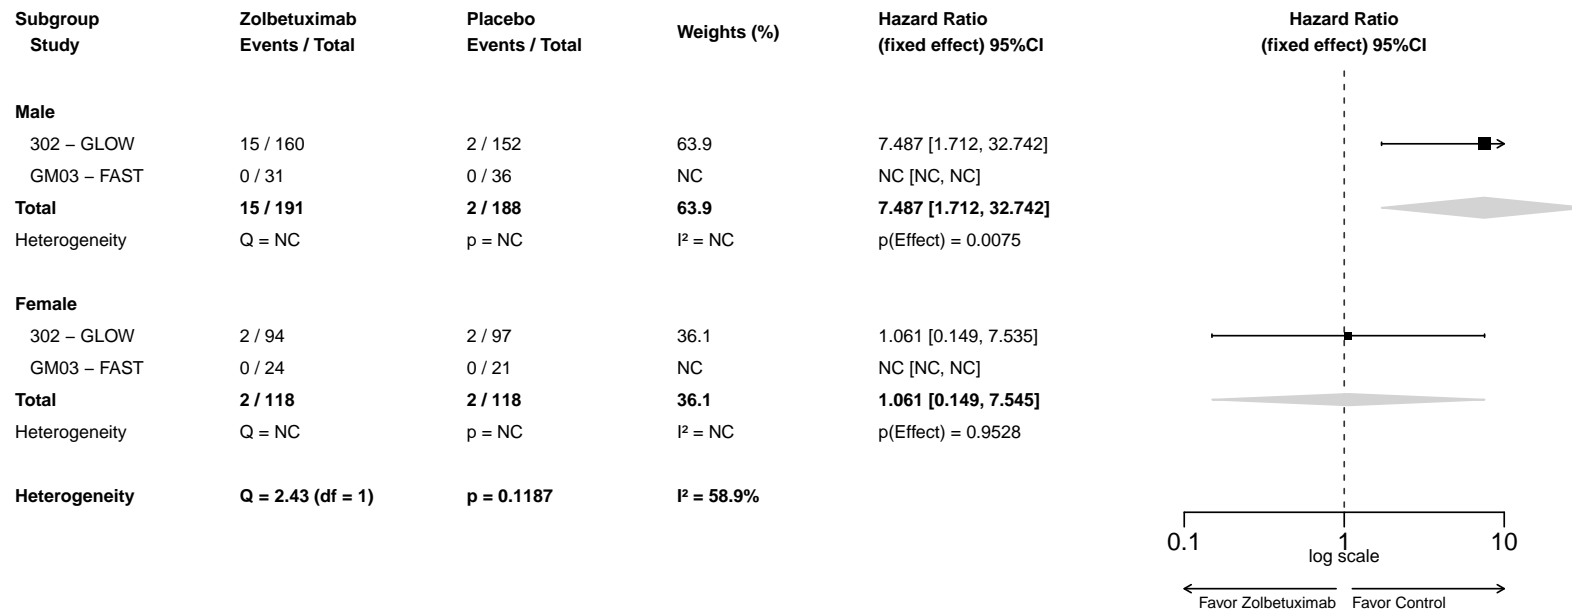 Subgroup Zolbetuximab Placebo Weights (%) Hazard Ratio Hazard Ratio
Study Events / Total Events / Total (fixed effect) 95%CI (fixed effect) 95%CI
Male
302 − GLOW 15 / 160 2 / 152 63.9 7.487 [1.712, 32.742]
GM03 − FAST 0 / 31 0 / 36 NC NC [NC, NC]
Total 15 / 191 2 / 188 63.9 7.487 [1.712, 32.742]
Heterogeneity Q = NC p = NC I² = NC p(Effect) = 0.0075
Female
302 − GLOW 2 / 94 2 / 97 36.1 1.061 [0.149, 7.535]
GM03 − FAST 0 / 24 0 / 21 NC NC [NC, NC]
Total 2 / 118 2 / 118 36.1 1.061 [0.149, 7.545]
Heterogeneity Q = NC p = NC I² = NC p(Effect) = 0.9528
Heterogeneity Q = 2.43 (df = 1) p = 0.1187 I² = 58.9%
0.1 1 10
log scale
Favor Zolbetuximab Favor Control